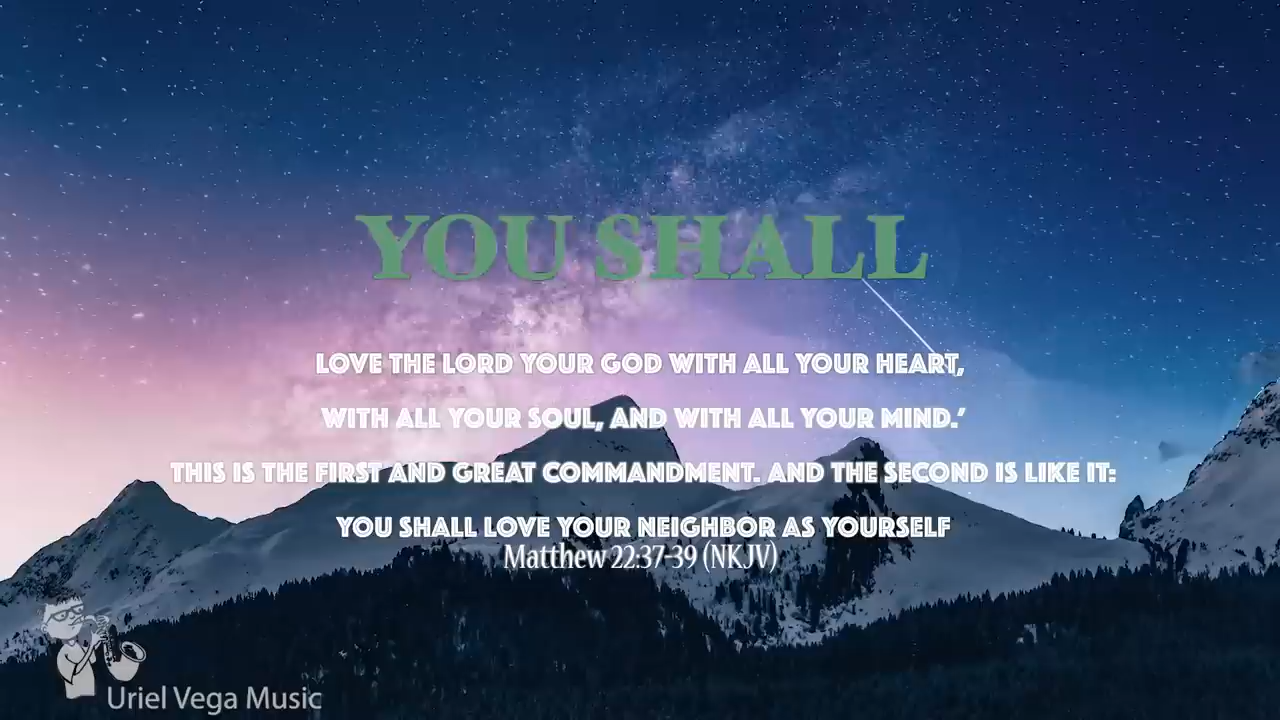 YOU SHALL
LOVE THE LORD YOUR GOD WITH ALL YOUR HEART,
WITH ALL YOUR SOUL, AND WITH ALL YOUR MIND.’
THIS IS THE FIRST AND GREAT COMMANDMENT. AND THE SECOND IS LIKE IT:
YOU SHALL LOVE YOUR NEIGHBOR AS YOURSELF
Matthew 22:37-39 (NKJV)
Uriel Vega Music